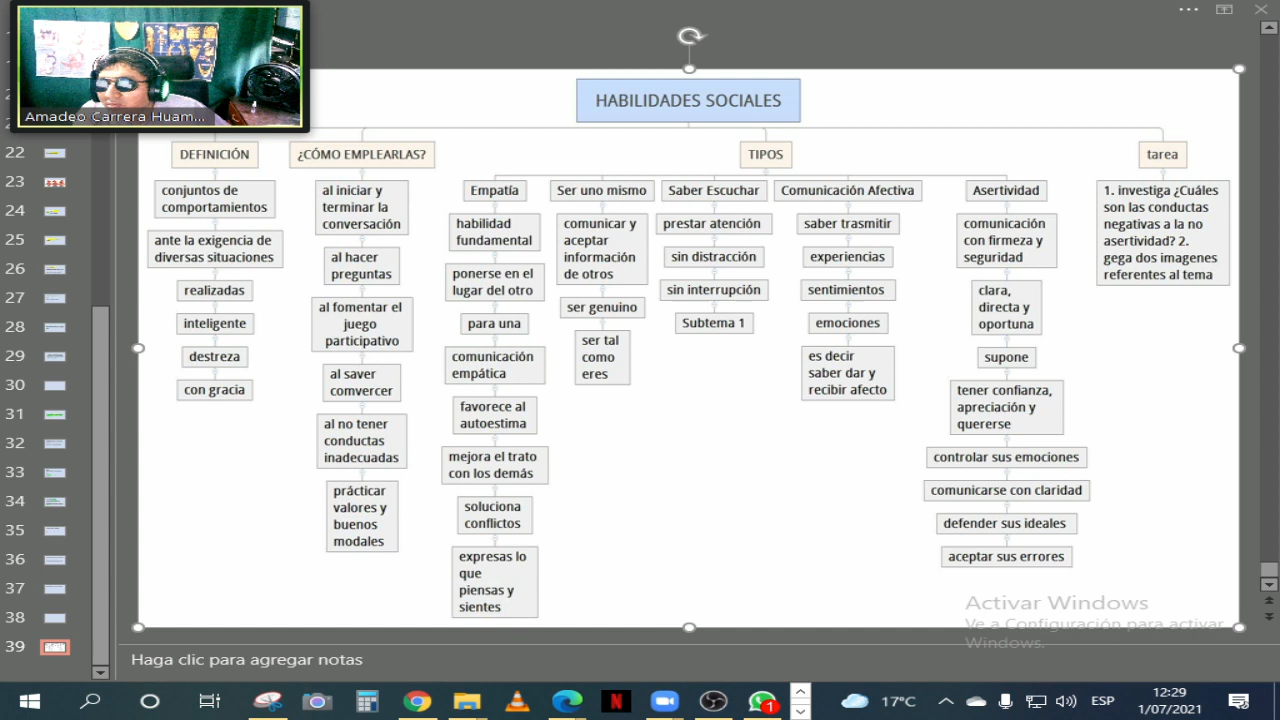 Amadeo Carrera Huam...
HABILIDADES SOCIALES
DEFINICIÓN
conjuntos de
comportamientos
ante la exigencia de
diversas situaciones
realizadas
inteligente
destreza
con gracia
¿CÓMO EMPLEARLAS?
al iniciar y
terminar la
conversación
al hacer
preguntas
al fomentar el
juego
participativo
al saver
comvercer
al no tener
conductas
inadecuadas
prácticar
valores y
buenos
modales
TIPOS
Empatía
habilidad
fundamental
ponerse en el
lugar del otro
para una
comunicación
empática
favorece al
autoestima
mejora el trato
con los demás
soluciona
conflictos
expresas lo
que
piensas y
sientes
Ser uno mismo
comunicar y
aceptar
información
de otros
ser genuino
ser tal
como
eres
Saber Escuchar
prestar atención
sin distracción
sin interrupción
Subtema 1
Comunicación Afectiva
saber trasmitir
experiencias
sentimientos
emociones
es decir
saber dar y
recibir afecto
Asertividad
comunicación
con firmeza y
seguridad
clara,
directa y
oportuna
supone
tener confianza,
apreciación y
quererse
controlar sus emociones
comunicarse con claridad
defender sus ideales
aceptar sus errores
tarea
1. investiga ¿Cuáles
son las conductas
negativas a la no
asertividad? 2.
gega dos imagenes
referentes al tema
22
23
24
25
26
27
28
29
30
31
32
33
34
35
36
37
38
39
Activar Windows
Ve a Configuración para activar
Windows.
Haga clic para agregar notas
N
1
17°C
ESP
12:29
1/07/2021